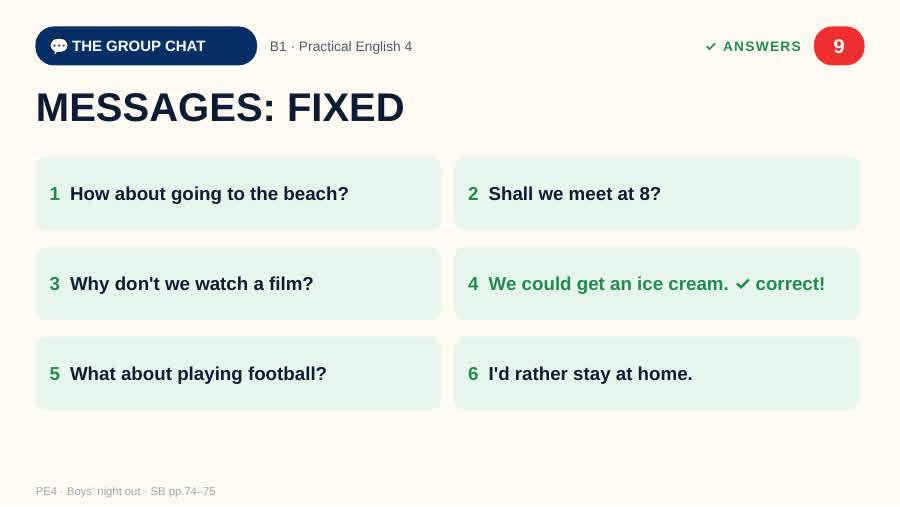 💬 THE GROUP CHAT
B1 · Practical English 4
✓ ANSWERS
9
MESSAGES: FIXED
1 How about going to the beach?
2 Shall we meet at 8?
3 Why don't we watch a film?
4 We could get an ice cream. ✓ correct!
5 What about playing football?
6 I'd rather stay at home.
PE4 · Boys' night out · SB pp.74–75